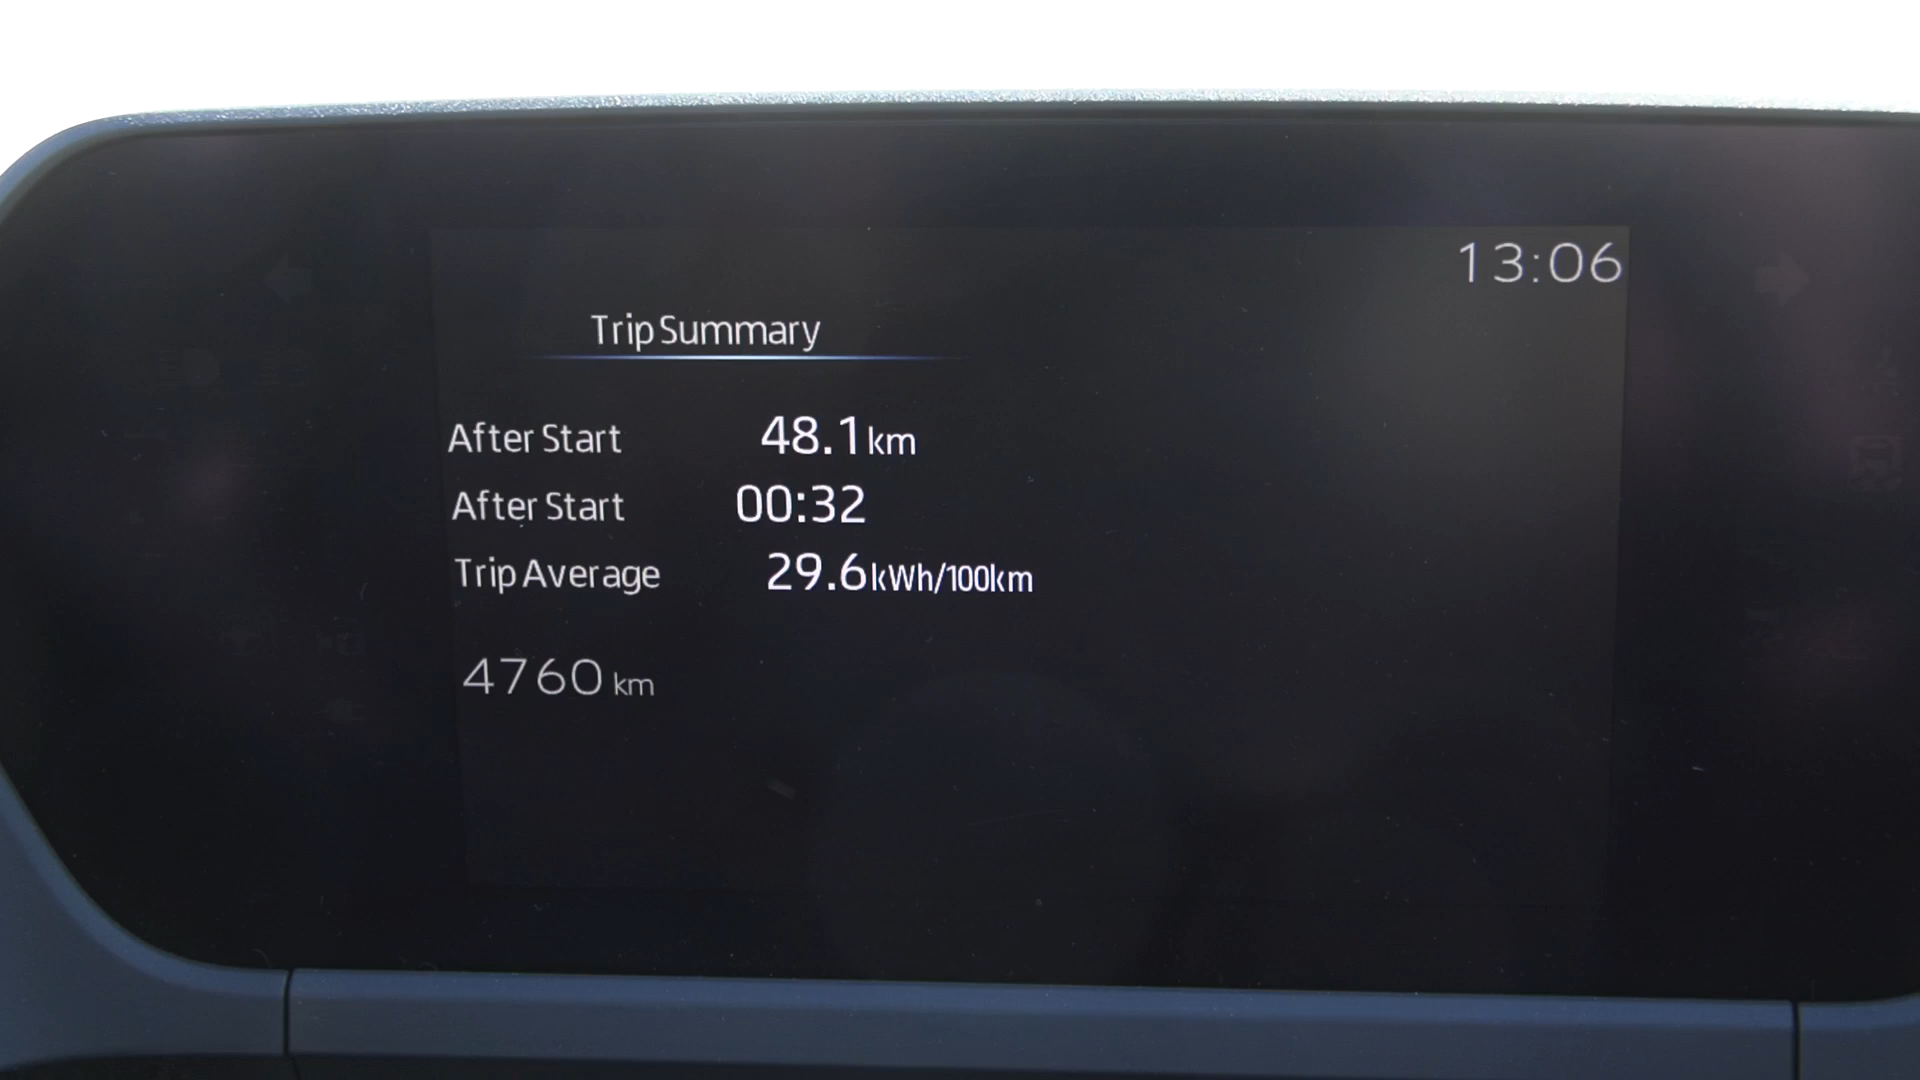 13:06
Trip Summary
After Start 48.1 km
After Start 00:32
Trip Average 29.6 kWh/100km
4760 km